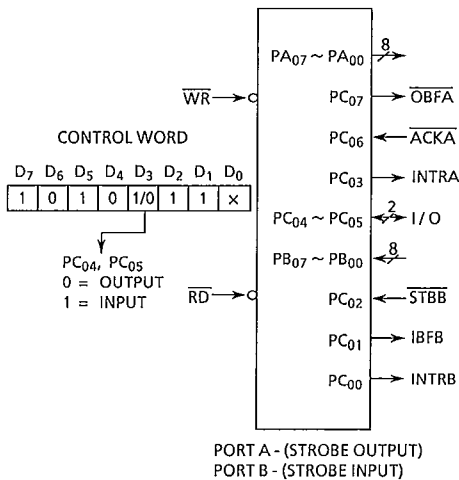 PA07 ~ PA00 8
WR
PC07 OBFA
PC06 ACKA
CONTROL WORD
PC03 INTRA
D7 D6 D5 D4 D3 D2 D1 D0
1 0 1 0 1/0 1 1 ×
PC04 ~ PC05 2 I/O
PB07 ~ PB00 8
PC04, PC05
0 = OUTPUT
1 = INPUT
RD
PC02 STBB
PC01 IBFB
PC00 INTRB
PORT A - (STROBE OUTPUT)
PORT B - (STROBE INPUT)